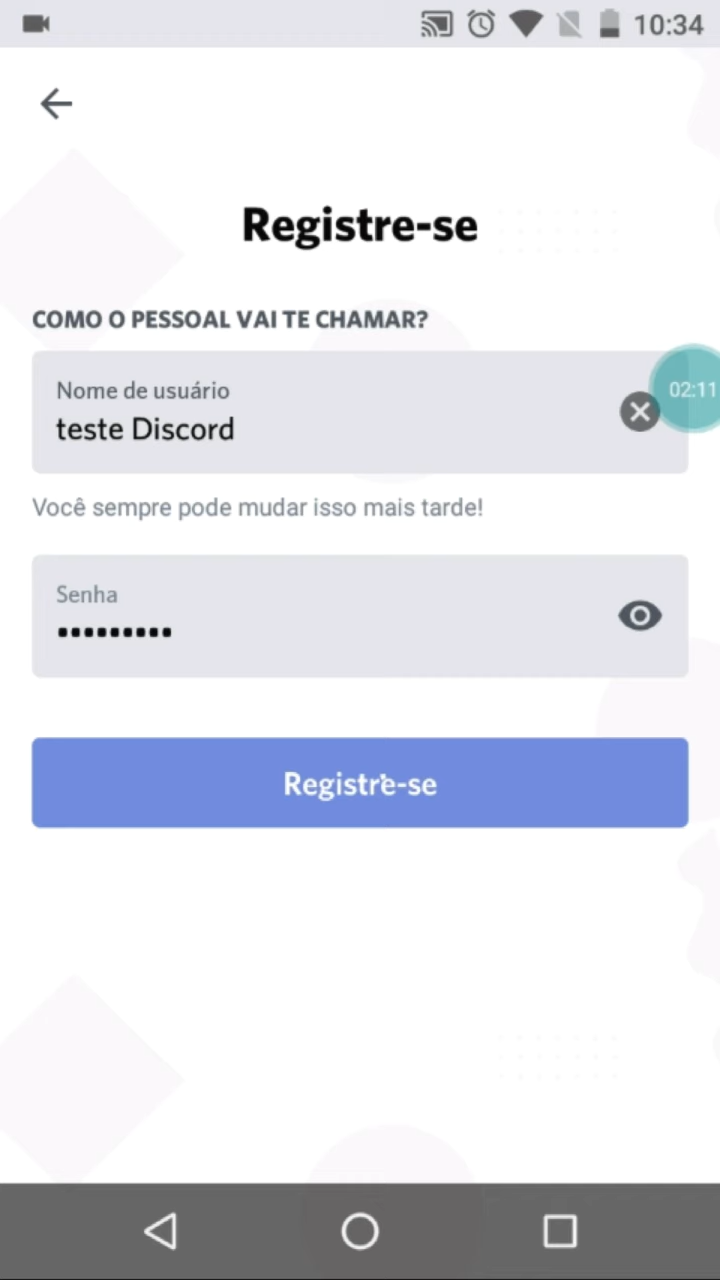 10:34
Registre-se
COMO O PESSOAL VAI TE CHAMAR?
Nome de usuário
teste Discord
02:11
Você sempre pode mudar isso mais tarde!
Senha
•••••••••
Registre-se